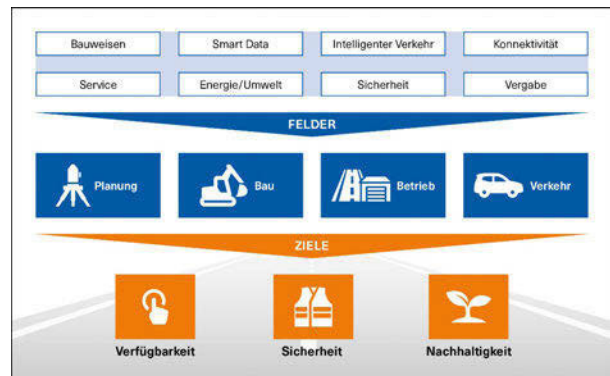 Bauweisen
Smart Data
Intelligenter Verkehr
Konnektivität
Service
Energie/Umwelt
Sicherheit
Vergabe
FELDER
Planung
Bau
Betrieb
Verkehr
ZIELE
Verfügbarkeit
Sicherheit
Nachhaltigkeit